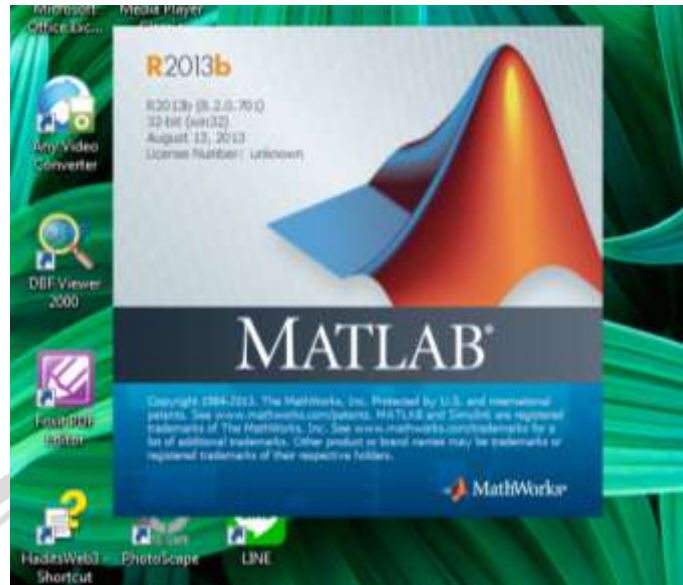 Microsoft
Office Exc...
Media Player
R2013b
R2013b (8.2.0.701)
32-bit (win32)
August 13, 2013
License Number: unknown
Any Video
Converter
DBF Viewer
2000
MATLAB®
Foxit PDF
Editor
Copyright 1984-2013, The MathWorks, Inc. Protected by U.S. and international
patents. See www.mathworks.com/patents. MATLAB and Simulink are registered
trademarks of The MathWorks, Inc. See www.mathworks.com/trademarks for a
list of additional trademarks. Other product or brand names may be trademarks or
registered trademarks of their respective holders.
MathWorks®
HaditsWeb3 -
Shortcut
PhotoScape
LINE